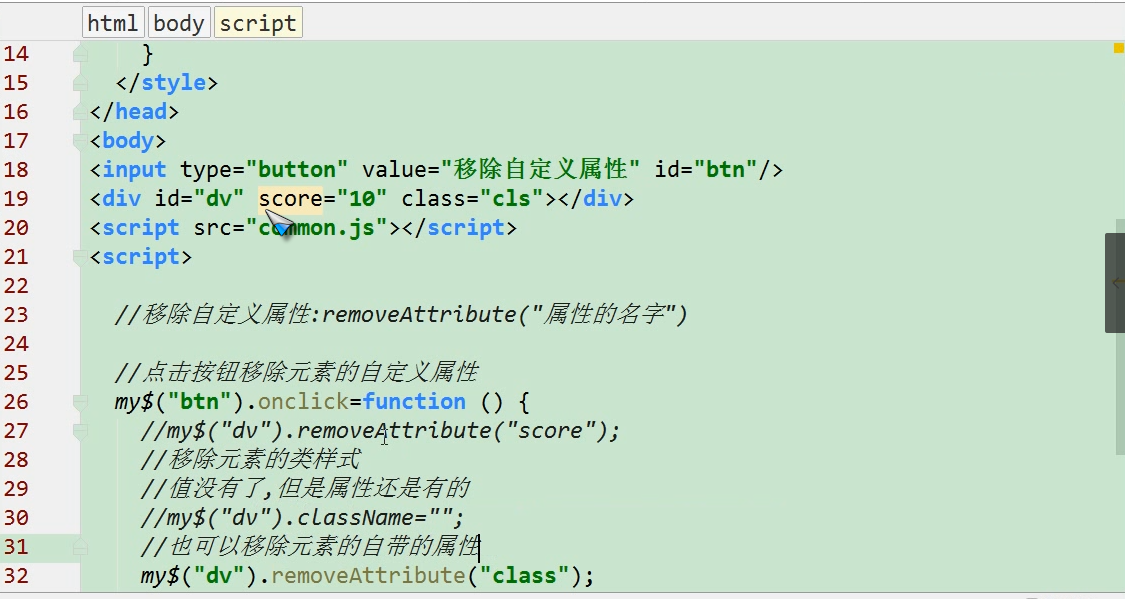 html body script
14 }
15 </style>
16 </head>
17 <body>
18 <input type="button" value="移除自定义属性" id="btn"/>
19 <div id="dv" score="10" class="cls"></div>
20 <script src="common.js"></script>
21 <script>
22
23 //移除自定义属性:removeAttribute("属性的名字")
24
25 //点击按钮移除元素的自定义属性
26 my$("btn").onclick=function () {
27 //my$("dv").removeAttribute("score");
28 //移除元素的类样式
29 //值没有了,但是属性还是有的
30 //my$("dv").className="";
31 //也可以移除元素的自带的属性
32 my$("dv").removeAttribute("class");